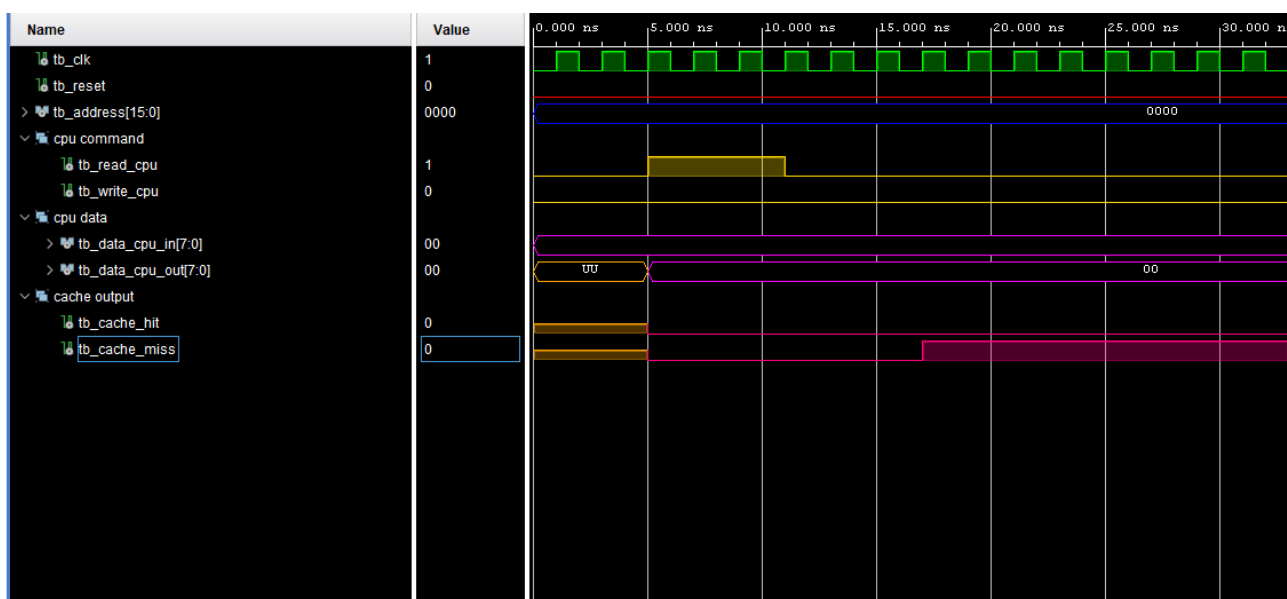 Name Value 0.000 ns 5.000 ns 10.000 ns 15.000 ns 20.000 ns 25.000 ns 30.000 n
tb_clk 1
tb_reset 0
tb_address[15:0] 0000 0000
cpu command
tb_read_cpu 1
tb_write_cpu 0
cpu data
tb_data_cpu_in[7:0] 00
tb_data_cpu_out[7:0] 00 UU 00
cache output
tb_cache_hit 0
tb_cache_miss 0